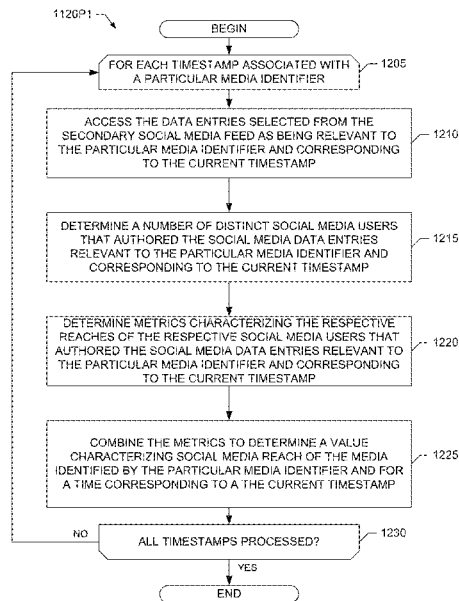 1126P1
BEGIN
FOR EACH TIMESTAMP ASSOCIATED WITH
A PARTICULAR MEDIA IDENTIFIER
1205
ACCESS THE DATA ENTRIES SELECTED FROM THE
SECONDARY SOCIAL MEDIA FEED AS BEING RELEVANT TO
THE PARTICULAR MEDIA IDENTIFIER AND CORRESPONDING
TO THE CURRENT TIMESTAMP
1210
DETERMINE A NUMBER OF DISTINCT SOCIAL MEDIA USERS
THAT AUTHORED THE SOCIAL MEDIA DATA ENTRIES
RELEVANT TO THE PARTICULAR MEDIA IDENTIFIER AND
CORRESPONDING TO THE CURRENT TIMESTAMP
1215
DETERMINE METRICS CHARACTERIZING THE RESPECTIVE
REACHES OF THE RESPECTIVE SOCIAL MEDIA USERS THAT
AUTHORED THE SOCIAL MEDIA DATA ENTRIES RELEVANT TO
THE PARTICULAR MEDIA IDENTIFIER AND CORRESPONDING
TO THE CURRENT TIMESTAMP
1220
COMBINE THE METRICS TO DETERMINE A VALUE
CHARACTERIZING SOCIAL MEDIA REACH OF THE MEDIA
IDENTIFIED BY THE PARTICULAR MEDIA IDENTIFIER AND FOR
A TIME CORRESPONDING TO A THE CURRENT TIMESTAMP
1225
NO
ALL TIMESTAMPS PROCESSED?
1230
YES
END